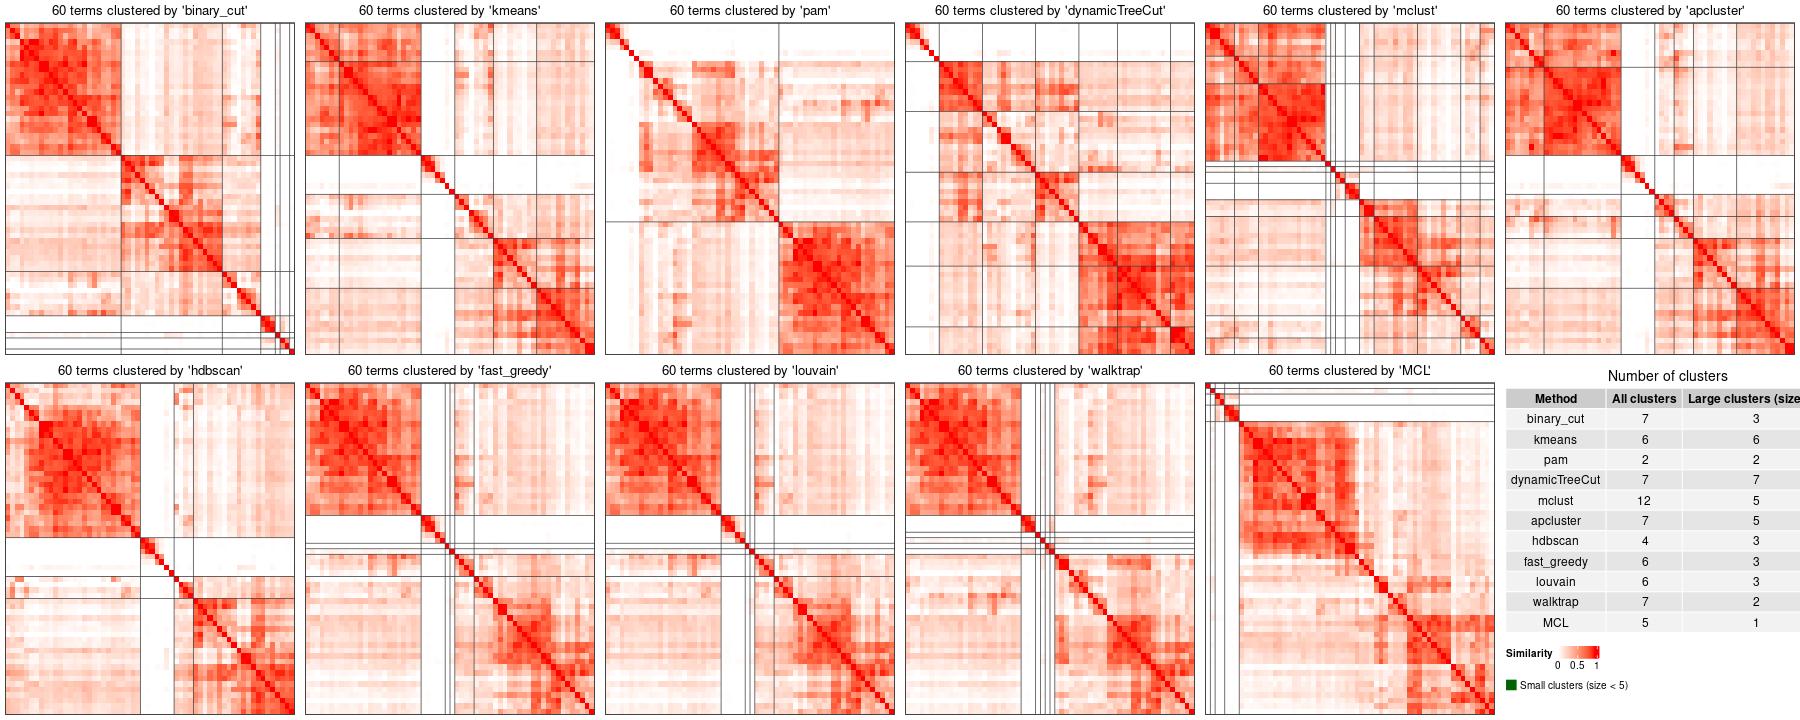 60 terms clustered by 'binary_cut'
60 terms clustered by 'kmeans'
60 terms clustered by 'pam'
60 terms clustered by 'dynamicTreeCut'
60 terms clustered by 'mclust'
60 terms clustered by 'apcluster'
60 terms clustered by 'hdbscan'
60 terms clustered by 'fast_greedy'
60 terms clustered by 'louvain'
60 terms clustered by 'walktrap'
60 terms clustered by 'MCL'
Number of clusters
Method All clusters Large clusters (size
binary_cut 7 3
kmeans 6 6
pam 2 2
dynamicTreeCut 7 7
mclust 12 5
apcluster 7 5
hdbscan 4 3
fast_greedy 6 3
louvain 6 3
walktrap 7 2
MCL 5 1
Similarity
0 0.5 1
Small clusters (size < 5)